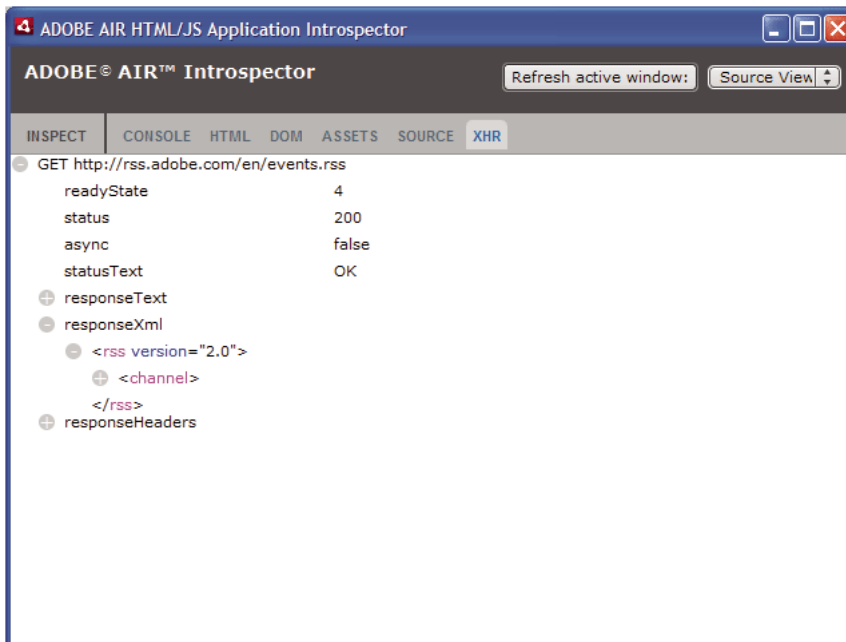 ADOBE AIR HTML/JS Application Introspector
ADOBE© AIR™ Introspector
Refresh active window:
Source View
INSPECT CONSOLE HTML DOM ASSETS SOURCE XHR
GET http://rss.adobe.com/en/events.rss
readyState 4
status 200
async false
statusText OK
responseText
responseXml
<rss version="2.0">
<channel>
</rss>
responseHeaders